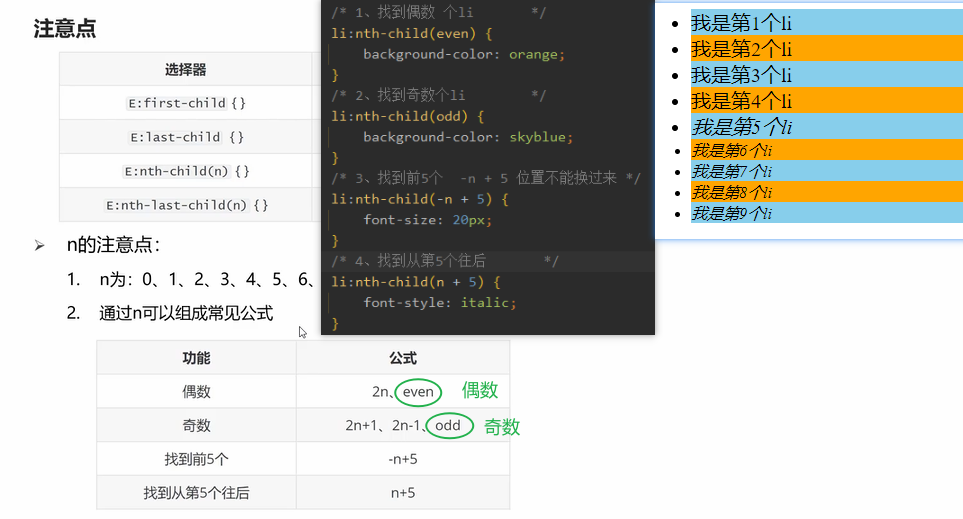 注意点
选择器
E:first-child {}
E:last-child {}
E:nth-child(n) {}
E:nth-last-child(n) {}
n的注意点：
1. n为：0、1、2、3、4、5、6、
2. 通过n可以组成常见公式
功能 公式
偶数 2n、even 偶数
奇数 2n+1、2n-1、odd 奇数
找到前5个 -n+5
找到从第5个往后 n+5
/* 1、找到偶数 个li */
li:nth-child(even) {
background-color: orange;
}
/* 2、找到奇数个li */
li:nth-child(odd) {
background-color: skyblue;
}
/* 3、找到前5个 -n + 5 位置不能换过来 */
li:nth-child(-n + 5) {
font-size: 20px;
}
/* 4、找到从第5个往后 */
li:nth-child(n + 5) {
font-style: italic;
}
我是第1个li
我是第2个li
我是第3个li
我是第4个li
我是第5个li
我是第6个li
我是第7个li
我是第8个li
我是第9个li